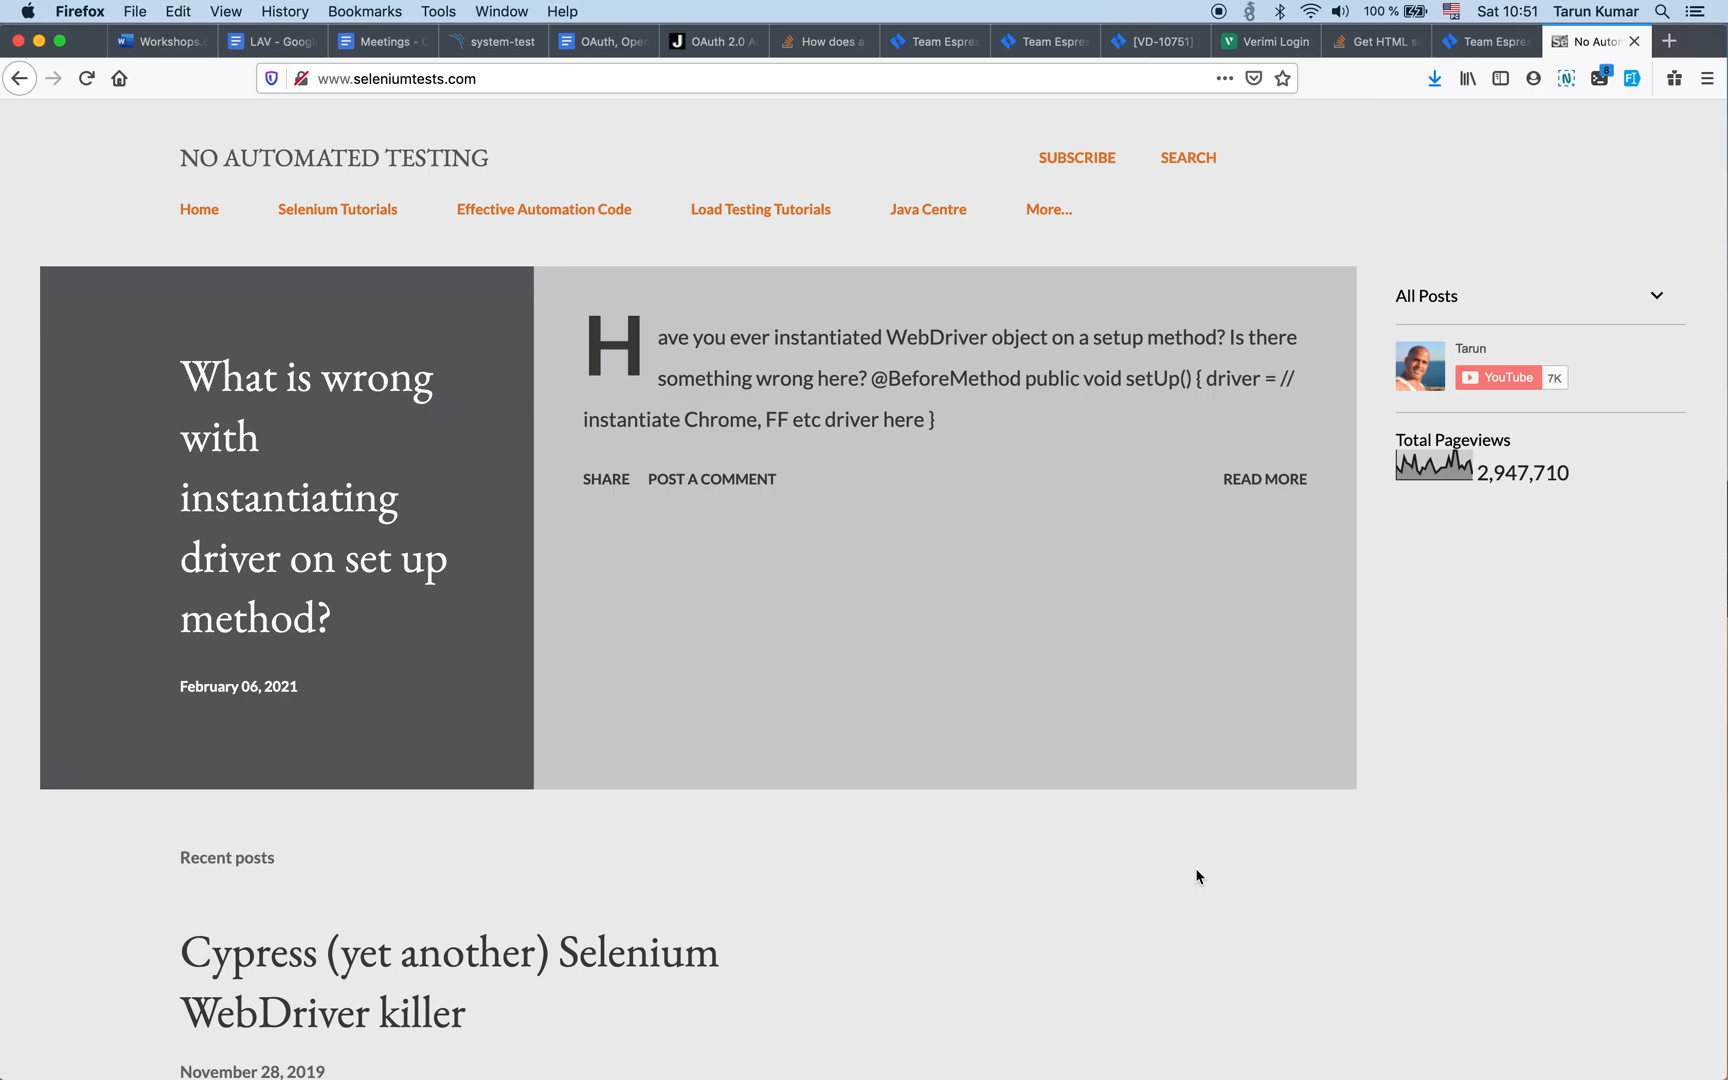 Firefox File Edit View History Bookmarks Tools Window Help 100 % Sat 10:51 Tarun Kumar
Workshops. LAV - Googl Meetings - G system-test OAuth, Ope OAuth 2.0 A How does a Team Espre Team Espre [VD-10751] Verimi Login Get HTML s Team Espre No Auton
www.seleniumtests.com
8
NO AUTOMATED TESTING
SUBSCRIBE SEARCH
Home Selenium Tutorials Effective Automation Code Load Testing Tutorials Java Centre More...
What is wrong
with
instantiating
driver on set up
method?
February 06, 2021
Have you ever instantiated WebDriver object on a setup method? Is there
something wrong here? @BeforeMethod public void setUp() { driver = //
instantiate Chrome, FF etc driver here }
SHARE POST A COMMENT READ MORE
All Posts
Tarun
YouTube 7K
Total Pageviews
2,947,710
Recent posts
Cypress (yet another) Selenium
WebDriver killer
November 28, 2019